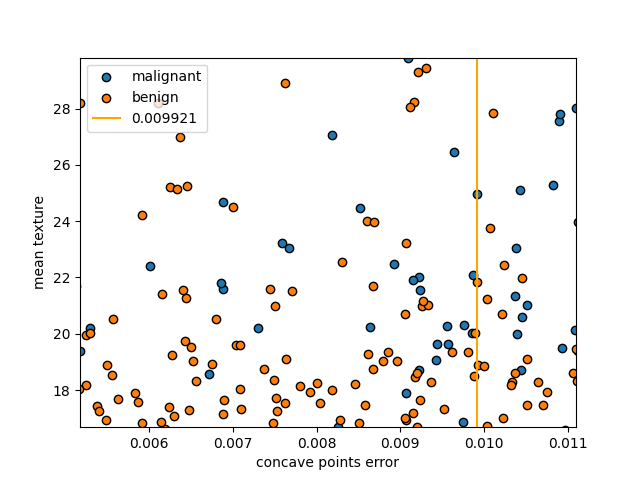 malignant
benign
0.009921
28
26
24
22
20
18
mean texture
0.006 0.007 0.008 0.009 0.010 0.011
concave points error